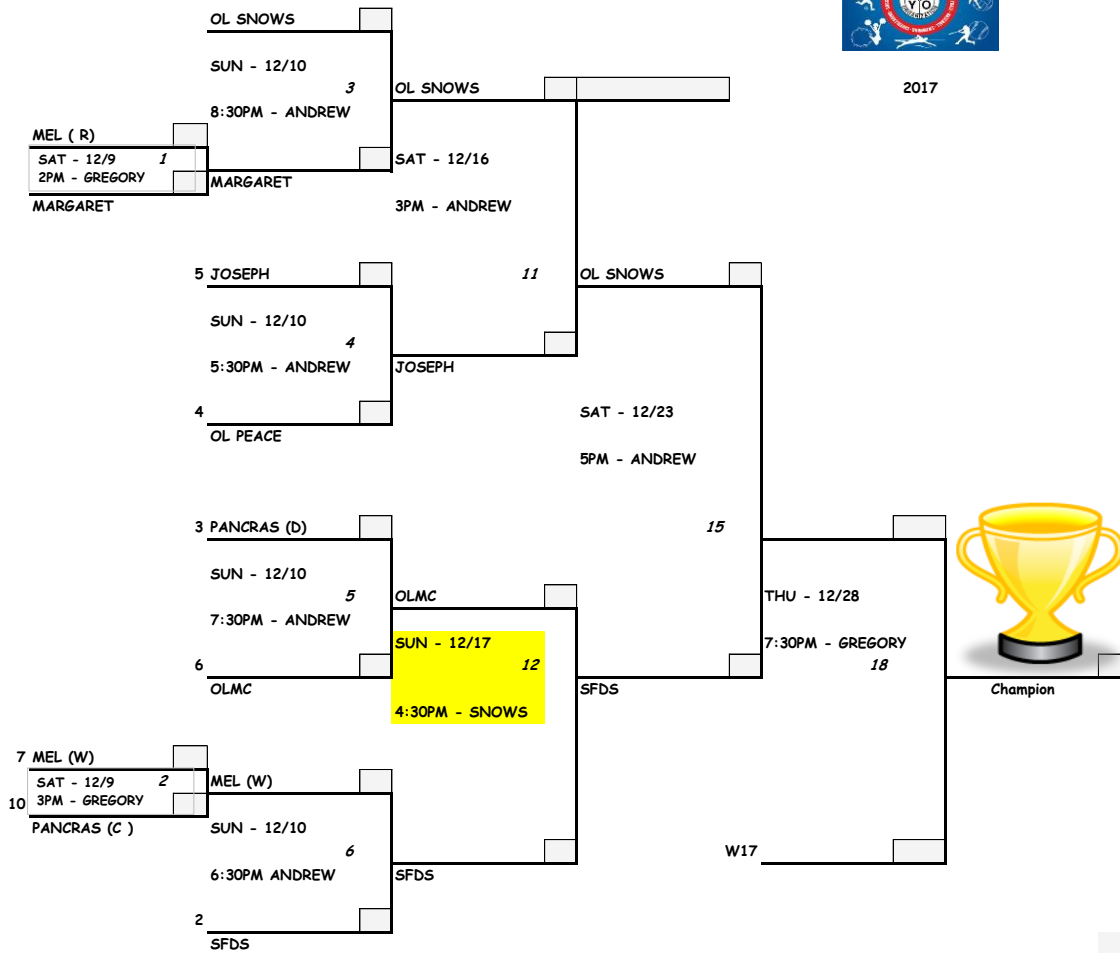 YO
ORGANIZATION
OL SNOWS
SUN - 12/10
3
OL SNOWS
2017
8:30PM - ANDREW
MEL ( R)
SAT - 12/9 1
2PM - GREGORY
SAT - 12/16
MARGARET
MARGARET
3PM - ANDREW
5 JOSEPH
11
OL SNOWS
SUN - 12/10
4
5:30PM - ANDREW
JOSEPH
4
SAT - 12/23
OL PEACE
5PM - ANDREW
3 PANCRAS (D)
15
SUN - 12/10
5
OLMC
THU - 12/28
7:30PM - ANDREW
SUN - 12/17
7:30PM - GREGORY
6
12
18
OLMC
SFDS
Champion
4:30PM - SNOWS
7 MEL (W)
SAT - 12/9 2
MEL (W)
10 3PM - GREGORY
PANCRAS (C )
SUN - 12/10
6
W17
6:30PM ANDREW
SFDS
2
SFDS